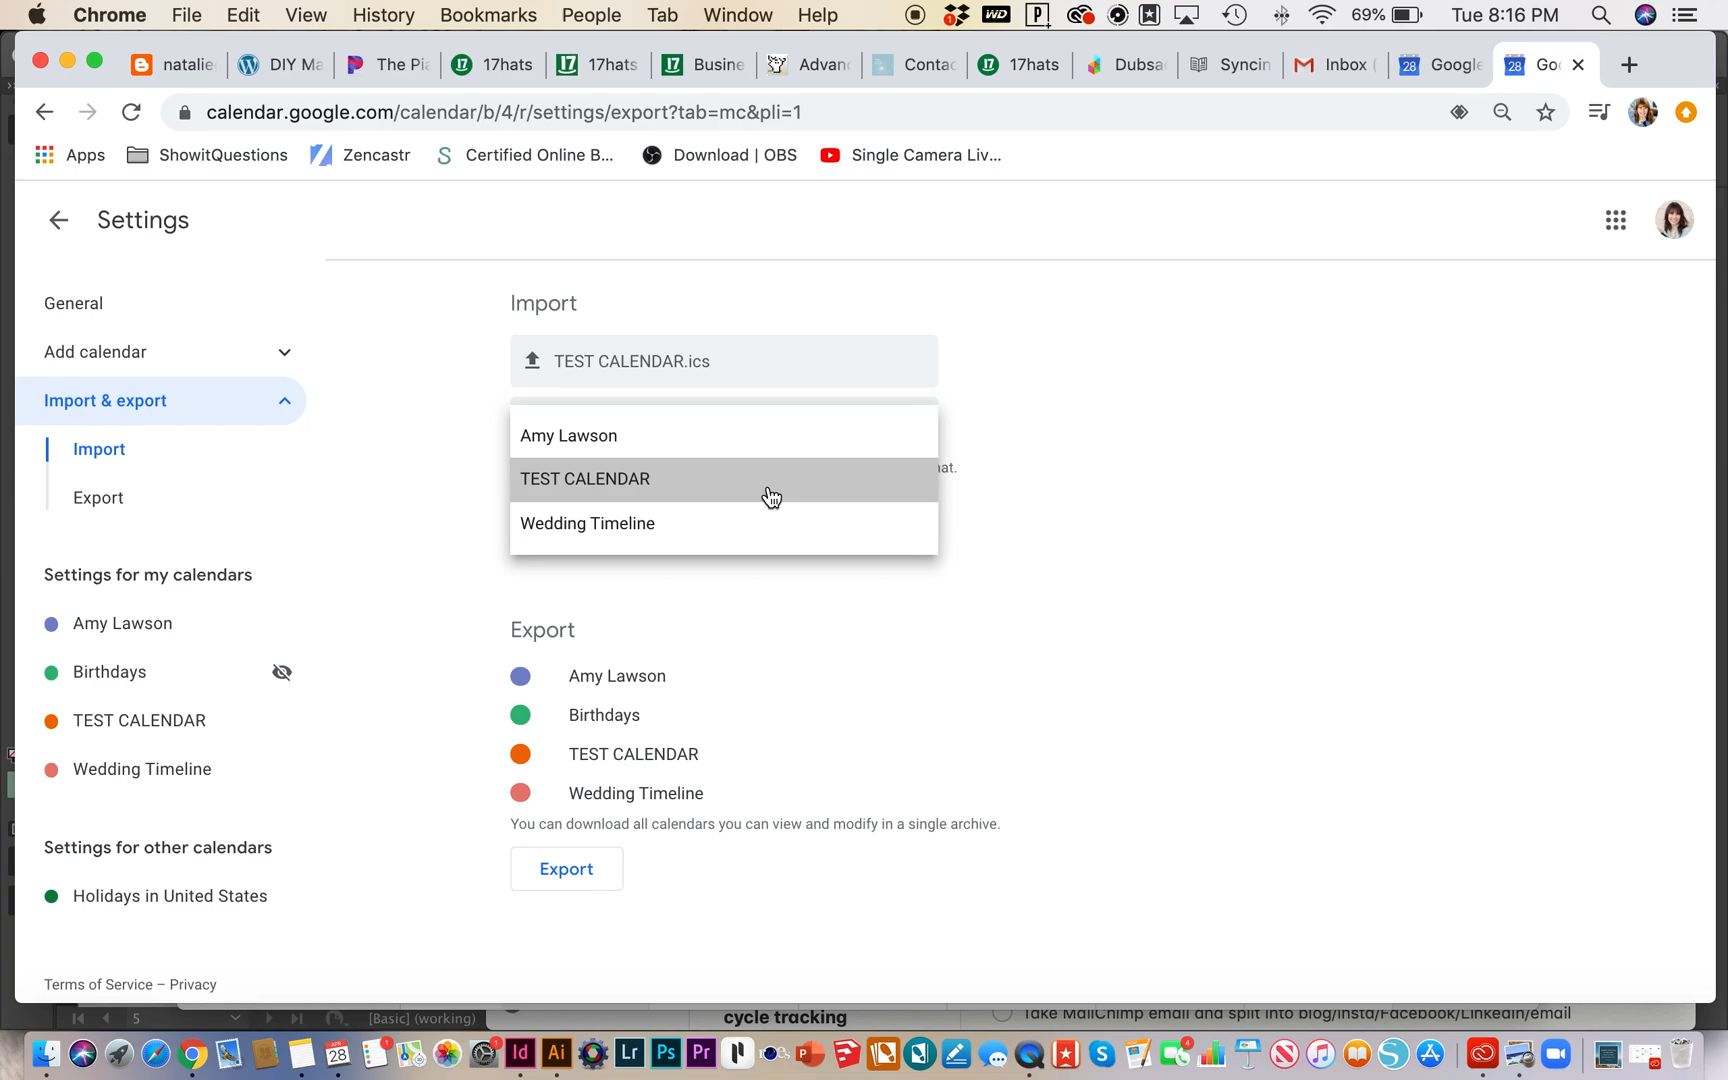 Chrome File Edit View History Bookmarks People Tab Window Help 69% Tue 8:16 PM
natalie DIY Ma The Pi 17hats 17hats Busine Advan Contac 17hats Dubsa Syncin Inbox Google Goo
calendar.google.com/calendar/b/4/r/settings/export?tab=mc&pli=1
Apps ShowitQuestions Zencastr Certified Online B... Download | OBS Single Camera Liv...
Settings
General
Add calendar
Import & export
Import
Export
Settings for my calendars
Amy Lawson
Birthdays
TEST CALENDAR
Wedding Timeline
Settings for other calendars
Holidays in United States
Terms of Service – Privacy
Import
TEST CALENDAR.ics
Amy Lawson
TEST CALENDAR
Wedding Timeline
Export
Amy Lawson
Birthdays
TEST CALENDAR
Wedding Timeline
You can download all calendars you can view and modify in a single archive.
Export
5 [Basic] (working)
cycle tracking
Take MailChimp email and split into blog/insta/Facebook/LinkedIn/email